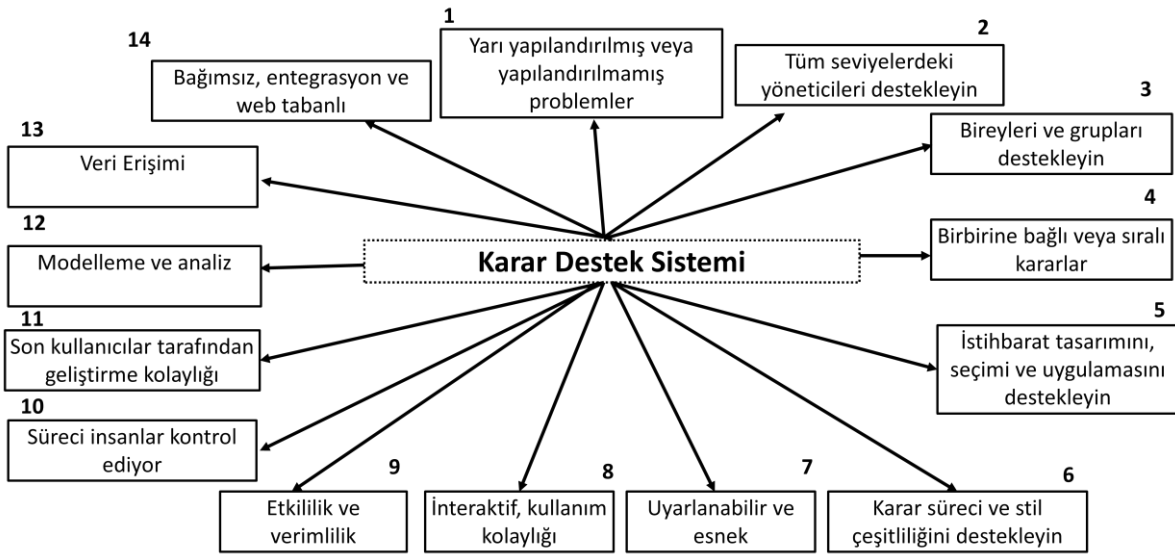 1
Yarı yapılandırılmış veya
yapılandırılmamış
problemler
2
Tüm seviyelerdeki
yöneticileri destekleyin
3
Bireyleri ve grupları
destekleyin
4
Birbirine bağlı veya sıralı
kararlar
5
İstihbarat tasarımını,
seçimi ve uygulamasını
destekleyin
6
Karar süreci ve stil
çeşitliliğini destekleyin
7
Uyarlanabilir ve
esnek
8
İnteraktif, kullanım
kolaylığı
9
Etkililik ve
verimlilik
10
Süreci insanlar kontrol
ediyor
11
Son kullanıcılar tarafından
geliştirme kolaylığı
12
Modelleme ve analiz
13
Veri Erişimi
14
Bağımsız, entegrasyon ve
web tabanlı
Karar Destek Sistemi